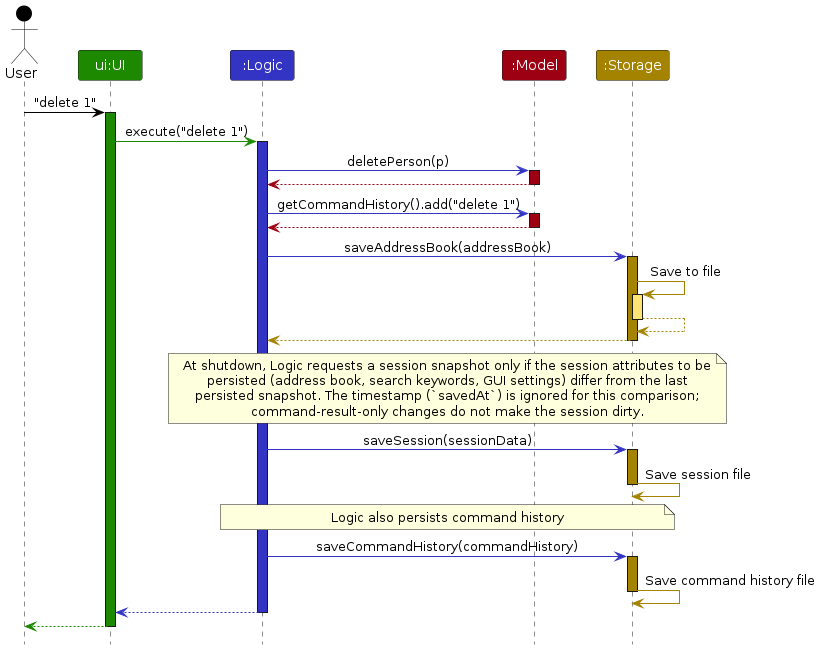 User
ui:UI
:Logic
:Model
:Storage
"delete 1"
execute("delete 1")
deletePerson(p)
getCommandHistory().add("delete 1")
saveAddressBook(addressBook)
Save to file
At shutdown, Logic requests a session snapshot only if the session attributes to be
persisted (address book, search keywords, GUI settings) differ from the last
persisted snapshot. The timestamp (`savedAt`) is ignored for this comparison;
command-result-only changes do not make the session dirty.
saveSession(sessionData)
Save session file
Logic also persists command history
saveCommandHistory(commandHistory)
Save command history file